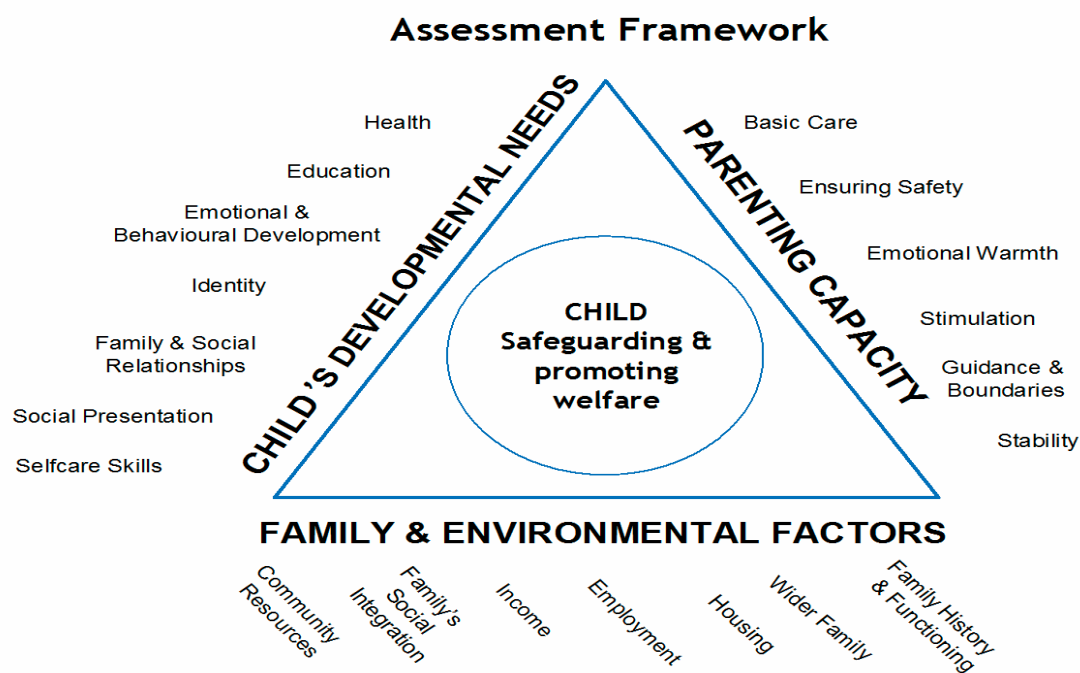 Assessment Framework
CHILD'S DEVELOPMENTAL NEEDS
Health
Education
Emotional &
Behavioural Development
Identity
Family & Social
Relationships
Social Presentation
Selfcare Skills
PARENTING CAPACITY
Basic Care
Ensuring Safety
Emotional Warmth
Stimulation
Guidance &
Boundaries
Stability
CHILD
Safeguarding &
promoting
welfare
FAMILY & ENVIRONMENTAL FACTORS
Community
Resources
Family's
Social
Integration
Income
Employment
Housing
Wider Family
Family History
& Functioning